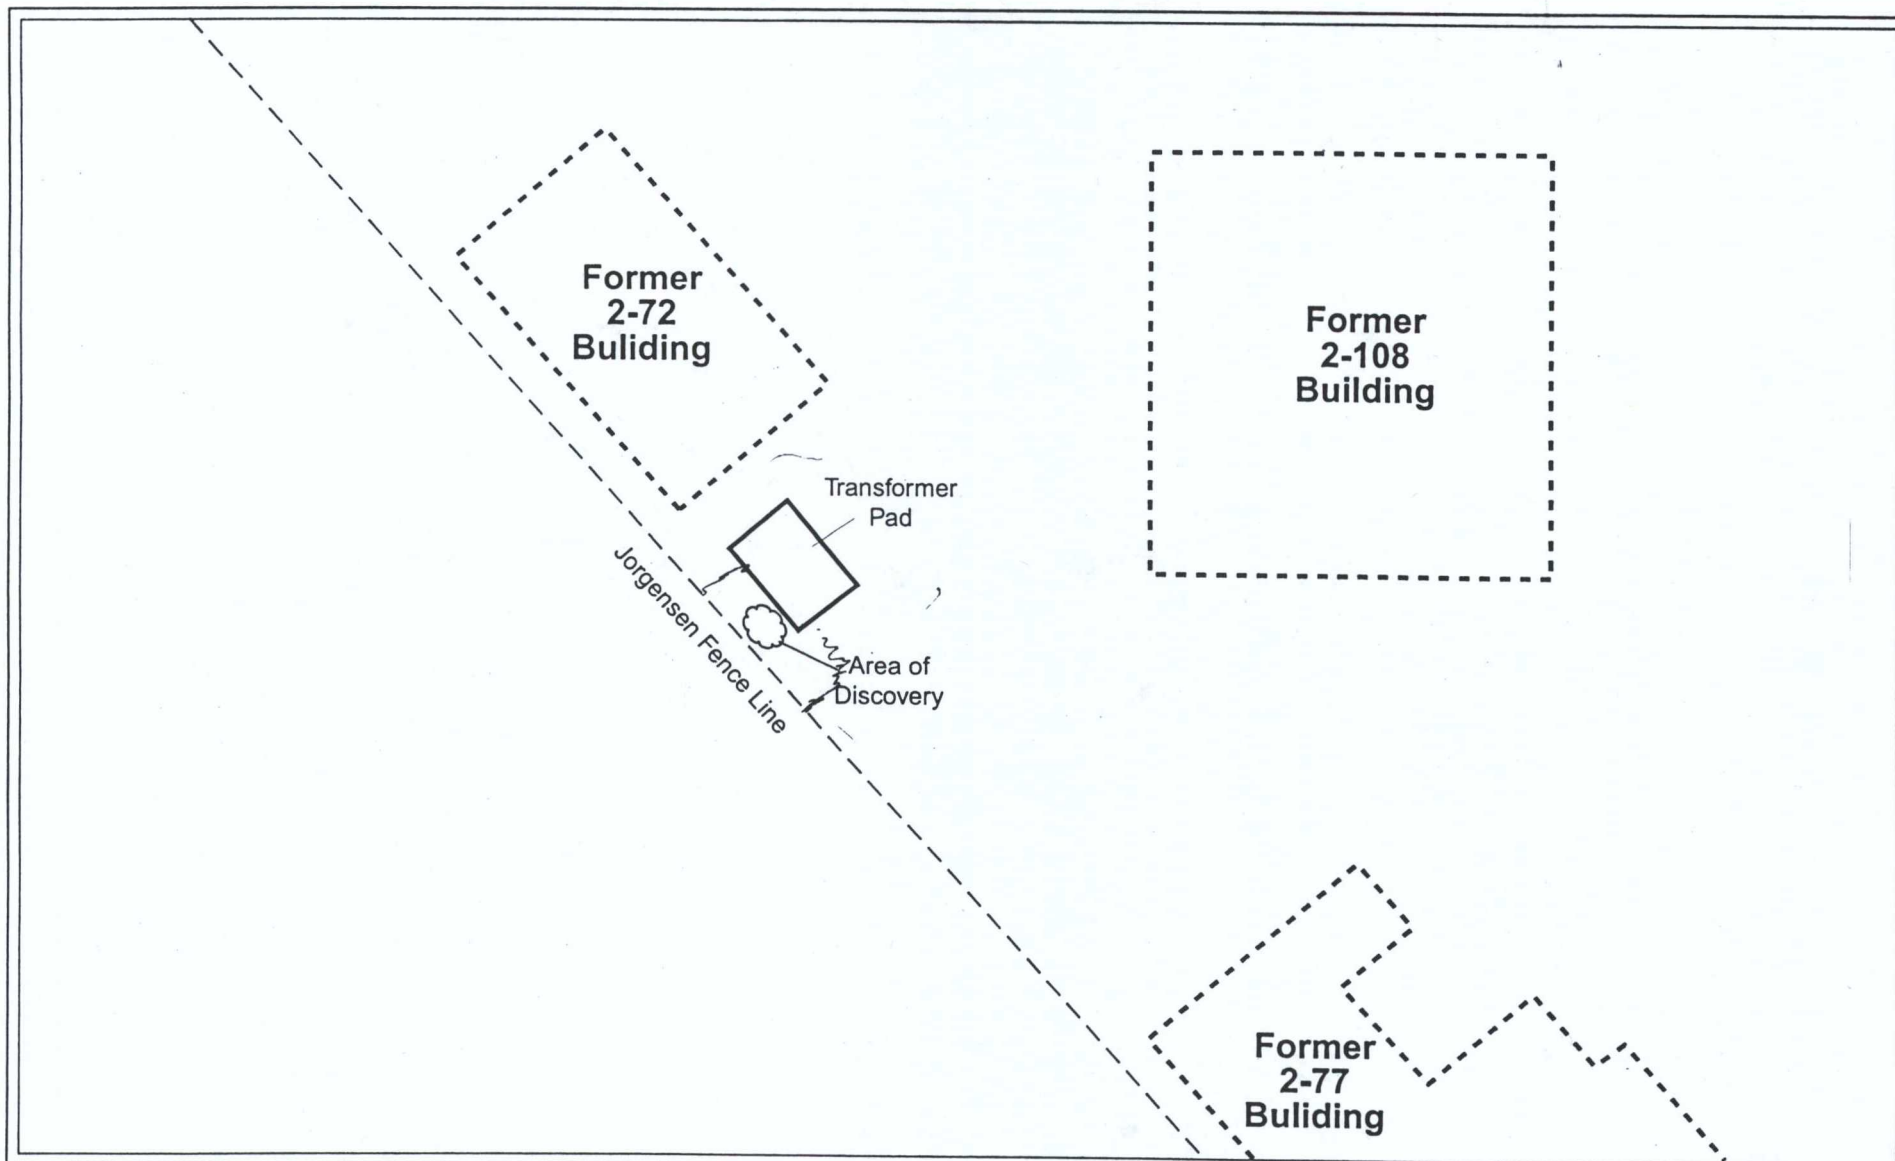 Former
2-72
Buliding
Former
2-108
Building
Transformer
Pad
Jorgensen Fence Line
Area of
Discovery
Former
2-77
Buliding